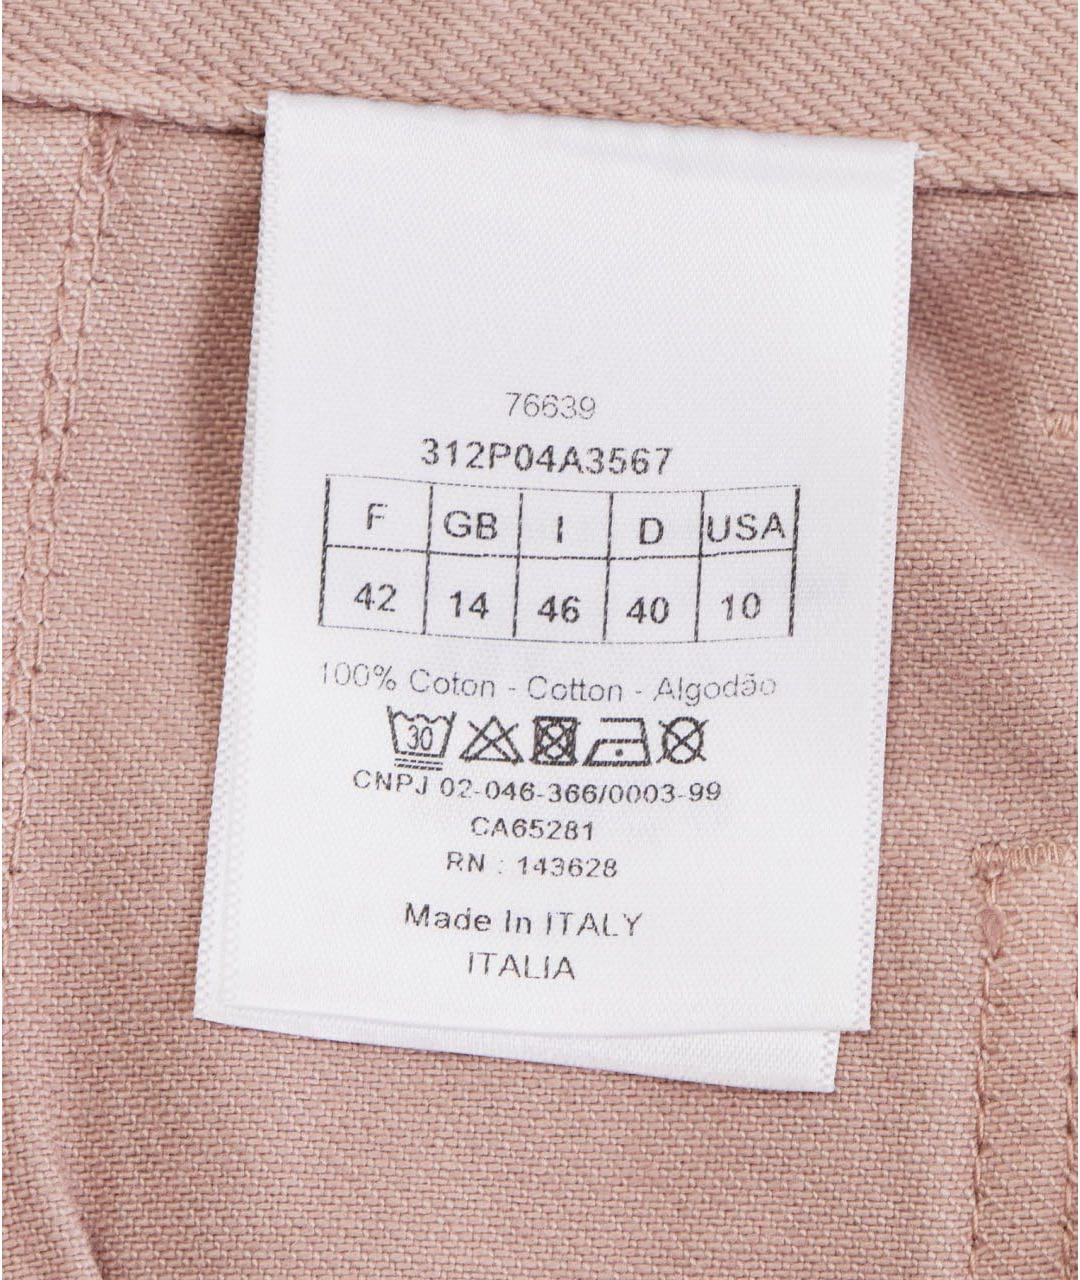 76639
312P04A3567
F GB I D USA
42 14 46 40 10
100% Coton - Cotton - Algodão
30
CNPJ 02-046-366/0003-99
CA65281
RN : 143628
Made In ITALY
ITALIA